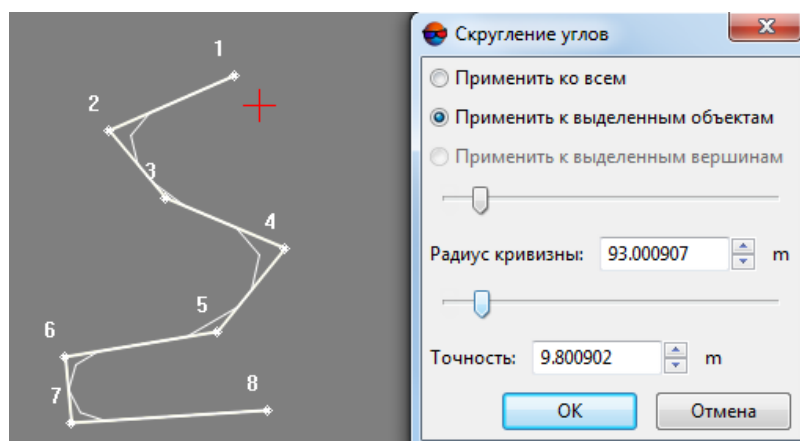 1
2
3
4
5
6
7
8
Скругление углов
Применить ко всем
Применить к выделенным объектам
Применить к выделенным вершинам
Радиус кривизны: 93.000907 m
Точность: 9.800902 m
ОК Отмена